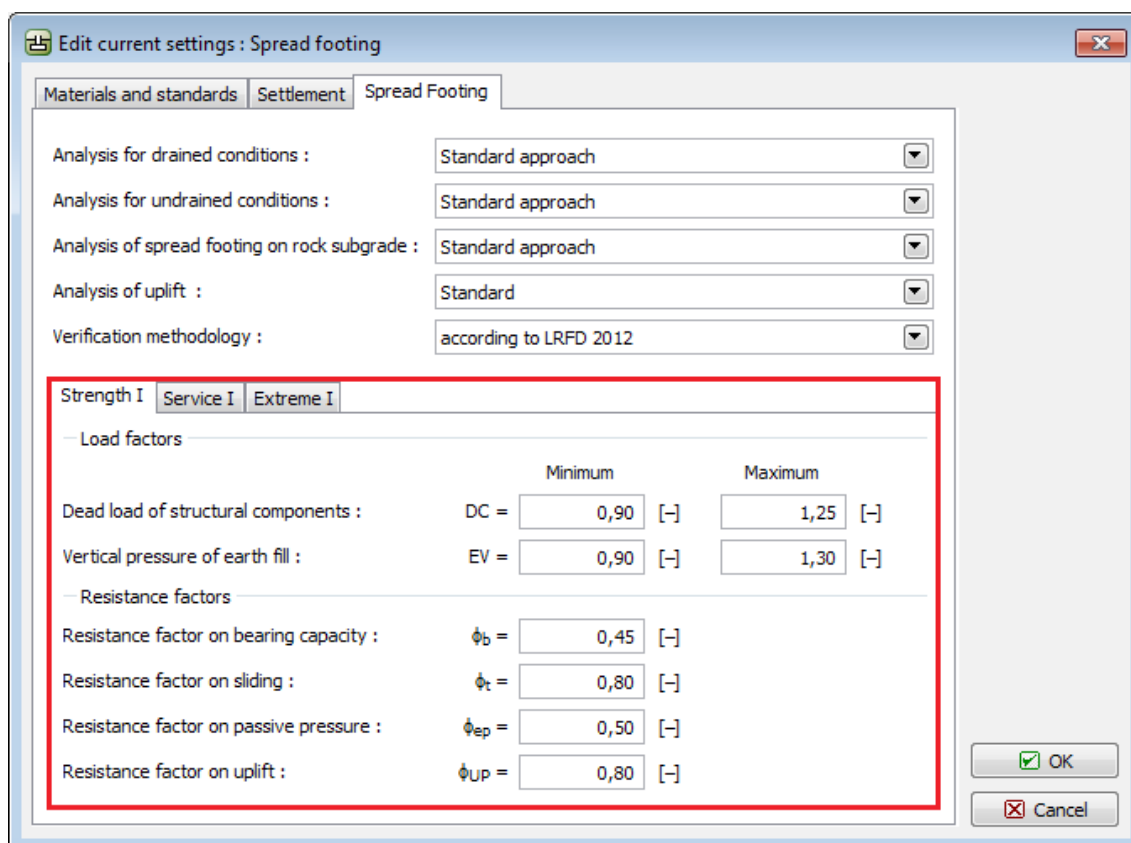 Edit current settings : Spread footing
Materials and standards Settlement Spread Footing
Analysis for drained conditions : Standard approach
Analysis for undrained conditions : Standard approach
Analysis of spread footing on rock subgrade : Standard approach
Analysis of uplift : Standard
Verification methodology : according to LRFD 2012
Strength I Service I Extreme I
Load factors
Minimum Maximum
Dead load of structural components : DC = 0,90 [–] 1,25 [–]
Vertical pressure of earth fill : EV = 0,90 [–] 1,30 [–]
Resistance factors
Resistance factor on bearing capacity : ϕb = 0,45 [–]
Resistance factor on sliding : ϕt = 0,80 [–]
Resistance factor on passive pressure : ϕep = 0,50 [–]
Resistance factor on uplift : ϕUP = 0,80 [–]
OK
Cancel